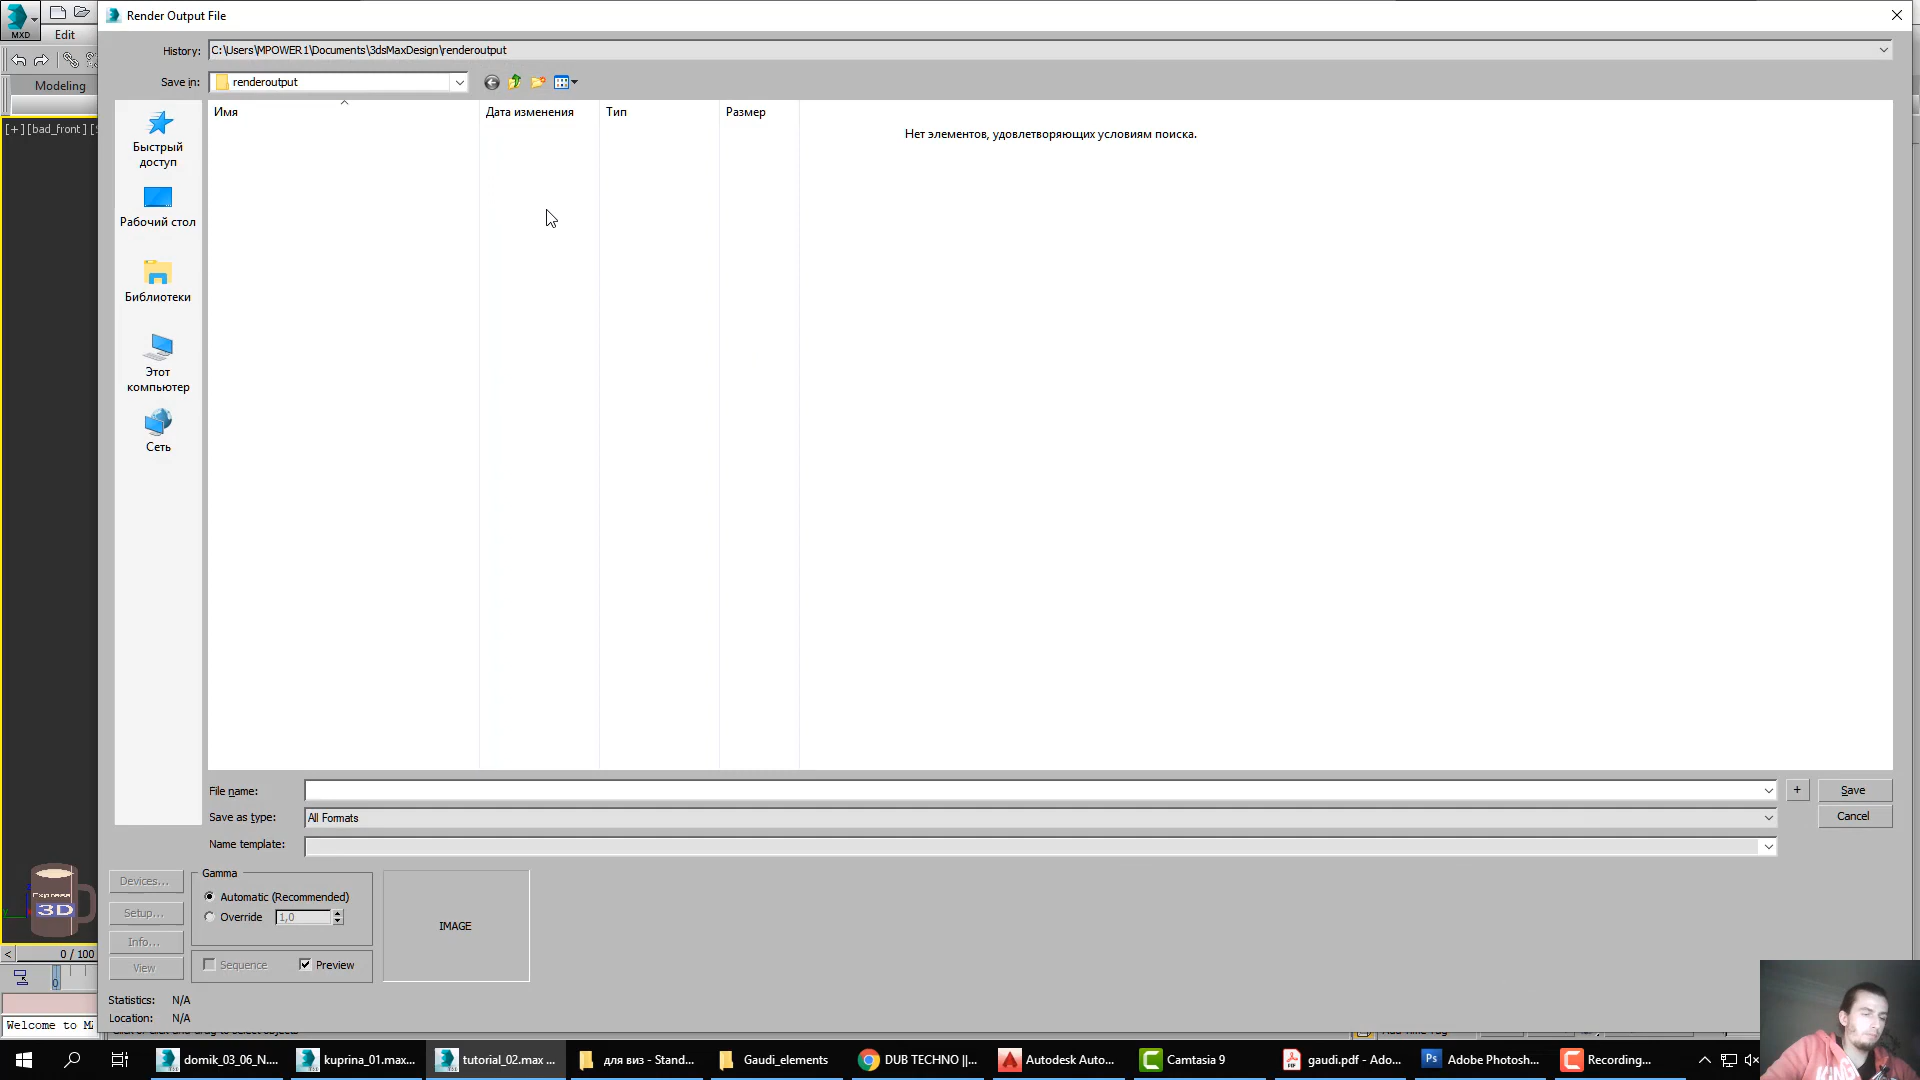 Render Output File
MXD
Edit
History:
C:\Users\MPOWER1\Documents\3dsMaxDesign\renderoutput
Save in:
renderoutput
Modeling
Имя
Дата изменения
Тип
Размер
[+] [bad_front] [
Нет элементов, удовлетворяющих условиям поиска.
Быстрый
доступ
Рабочий стол
Библиотеки
Этот
компьютер
Сеть
File name:
+
Save
Save as type:
All Formats
Cancel
Name template:
Devices...
Gamma
Automatic (Recommended)
Override
1,0
Setup...
Info...
View
Sequence
Preview
IMAGE
Express
3D
0 / 100
0
Statistics:
N/A
Location:
N/A
Welcome to M
domik_03_06_N....
kuprina_01.max...
tutorial_02.max ...
для виз - Stand...
Gaudi_elements
DUB TECHNO ||...
Autodesk Auto...
Camtasia 9
gaudi.pdf - Ado...
Adobe Photosh...
Recording...